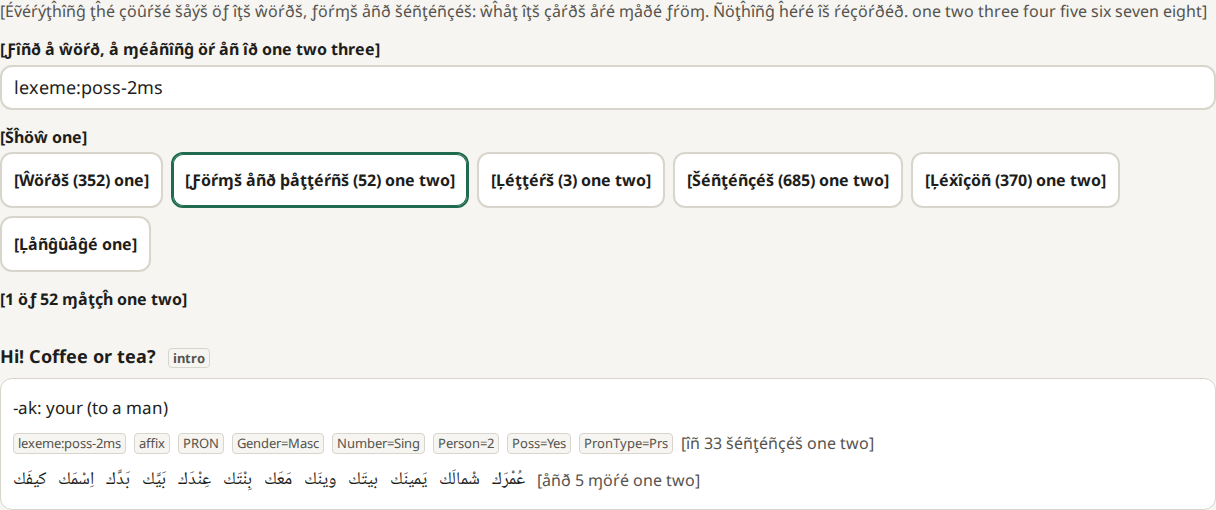 [Éṽéŕýţĥîñĝ ţĥé çöûŕšé šåýš öƒ îţš ŵöŕðš, ƒöŕɱš åñð šéñţéñçéš: ŵĥåţ îţš çåŕðš åŕé ɱåðé ƒŕöɱ. Ñöţĥîñĝ ĥéŕé îš ŕéçöŕðéð. one two three four five six seven eight]
[Ƒîñð å ŵöŕð, å ɱéåñîñĝ öŕ åñ îð one two three]
lexeme:poss-2ms
[Šĥöŵ one]
[Ŵöŕðš (352) one] [Ƒöŕɱš åñð þåţţéŕñš (52) one two] [Ļéţţéŕš (3) one two] [Šéñţéñçéš (685) one two] [Ļéẋîçöñ (370) one two]
[Ļåñĝûåĝé one]
[1 öƒ 52 ɱåţçĥ one two]
Hi! Coffee or tea? intro
-ak: your (to a man)
lexeme:poss-2ms affix PRON Gender=Masc Number=Sing Person=2 Poss=Yes PronType=Prs [îñ 33 šéñţéñçéš one two]
كيفَك اِسْمَك بَدَّك بَيَّك عِنْدَك بِنْتَك مَعَك وينَك بيتَك يَمينَك شْمالَك عُمْرَك [åñð 5 ɱöŕé one two]